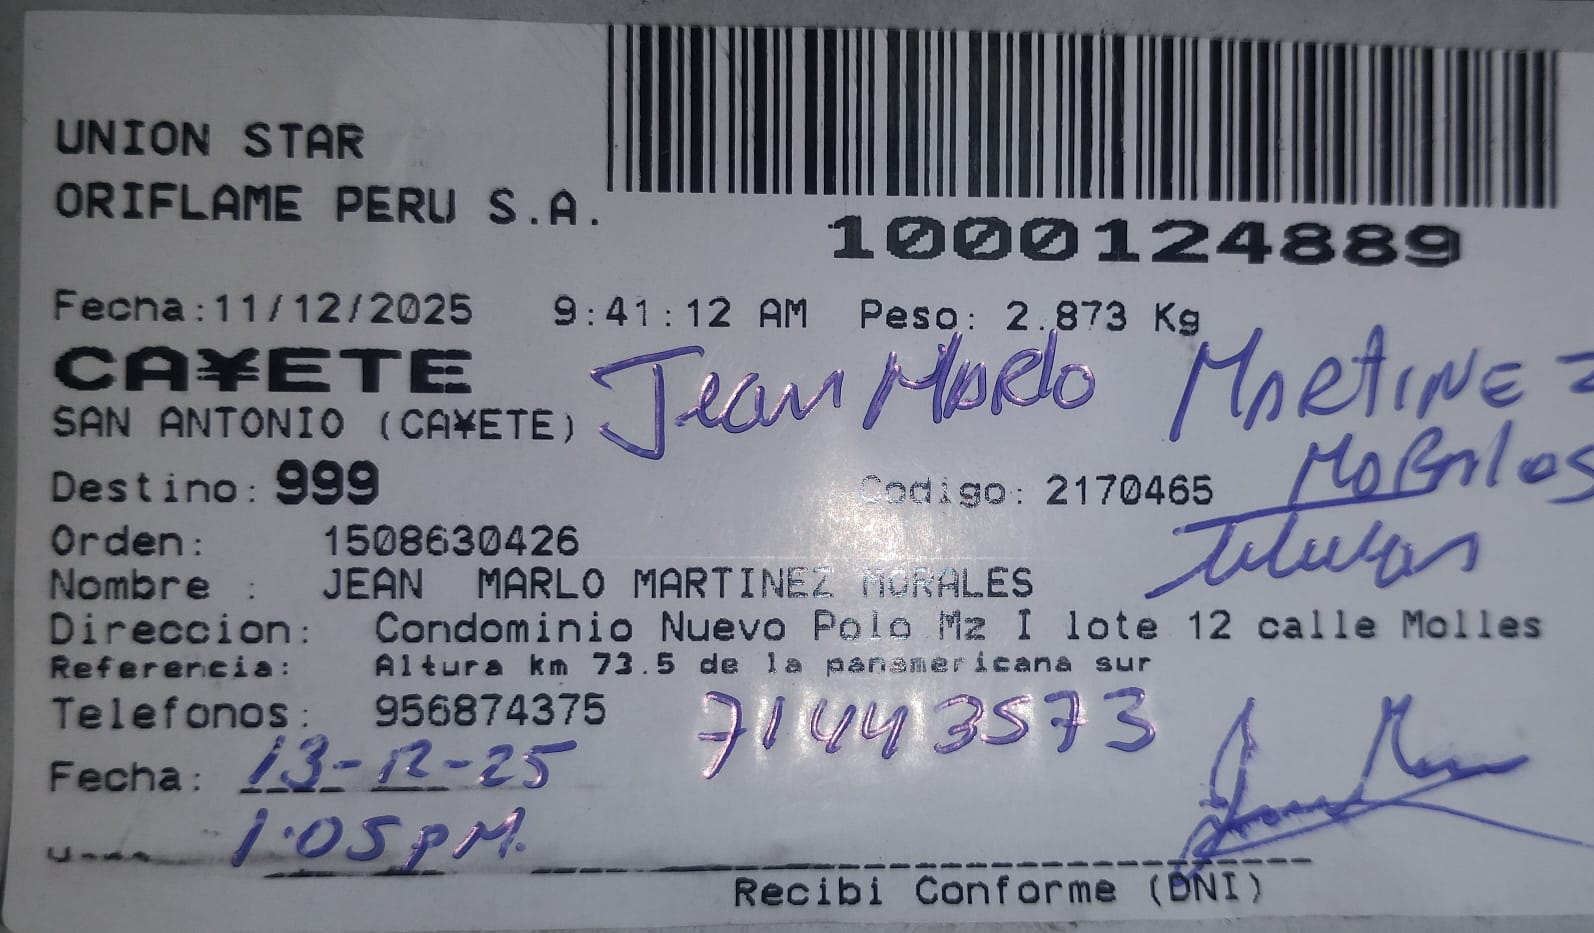 UNION STAR
ORIFLAME PERU S.A.
1000124889
Fecha:11/12/2025 9:41:12 AM Peso: 2.873 Kg
CA¥ETE
SAN ANTONIO (CA¥ETE)
Jean MARlo MARTINEZ
Destino: 999 Codigo: 2170465
Orden: 1508630426
Nombre : JEAN MARLO MARTINEZ MORALES
Direccion: Condominio Nuevo Polo Mz I lote 12 calle Molles
Referencia: Altura km 73.5 de la panamericana sur
Telefonos: 956874375
71443573
Fecha: 13-12-25
1:05 PM.
Recibi Conforme (DNI)